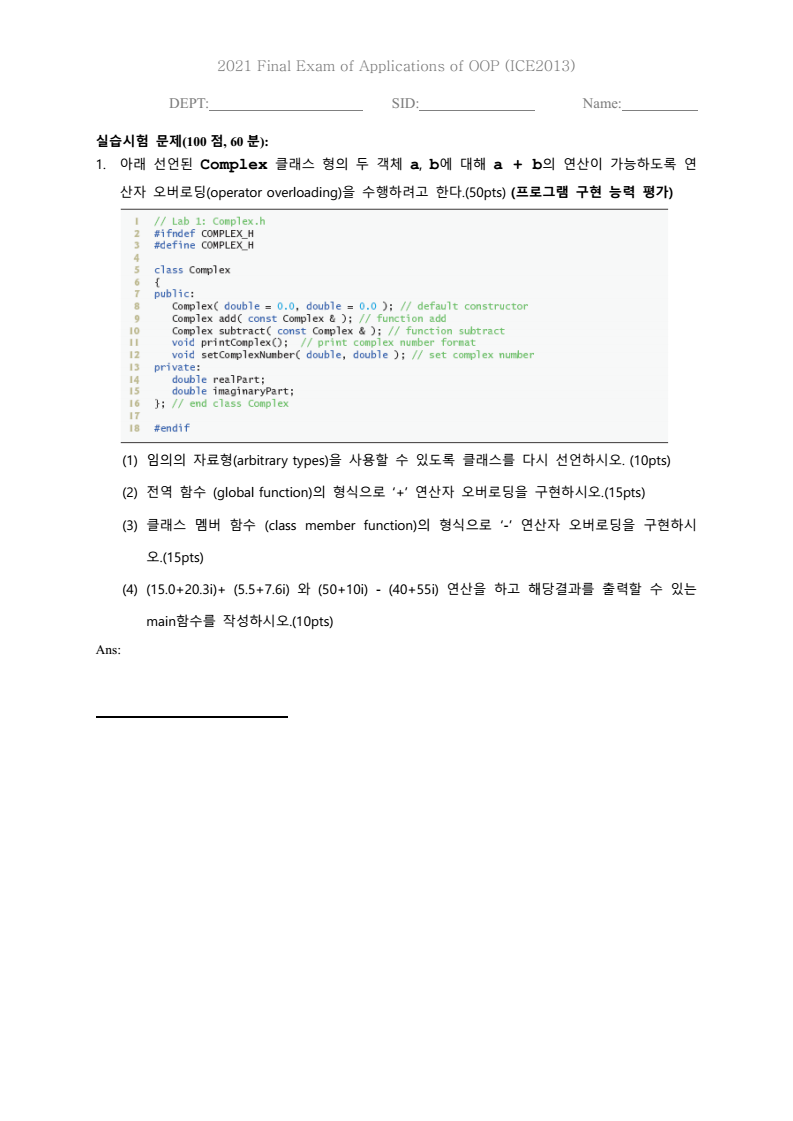 2021 Final Exam of Applications of OOP (ICE2013)
DEPT: SID: Name:
실습시험 문제(100 점, 60 분):
1. 아래 선언된 Complex 클래스 형의 두 객체 a, b에 대해 a + b의 연산이 가능하도록 연
산자 오버로딩(operator overloading)을 수행하려고 한다.(50pts) (프로그램 구현 능력 평가)
1 // Lab 1: Complex.h
2 #ifndef COMPLEX_H
3 #define COMPLEX_H
4
5 class Complex
6 {
7 public:
8 Complex( double = 0.0, double = 0.0 ); // default constructor
9 Complex add( const Complex & ); // function add
10 Complex subtract( const Complex & ); // function subtract
11 void printComplex(); // print complex number format
12 void setComplexNumber( double, double ); // set complex number
13 private:
14 double realPart;
15 double imaginaryPart;
16 }; // end class Complex
17
18 #endif
(1) 임의의 자료형(arbitrary types)을 사용할 수 있도록 클래스를 다시 선언하시오. (10pts)
(2) 전역 함수 (global function)의 형식으로 ‘+’ 연산자 오버로딩을 구현하시오.(15pts)
(3) 클래스 멤버 함수 (class member function)의 형식으로 ‘-’ 연산자 오버로딩을 구현하시
오.(15pts)
(4) (15.0+20.3i)+ (5.5+7.6i) 와 (50+10i) - (40+55i) 연산을 하고 해당결과를 출력할 수 있는
main함수를 작성하시오.(10pts)
Ans: